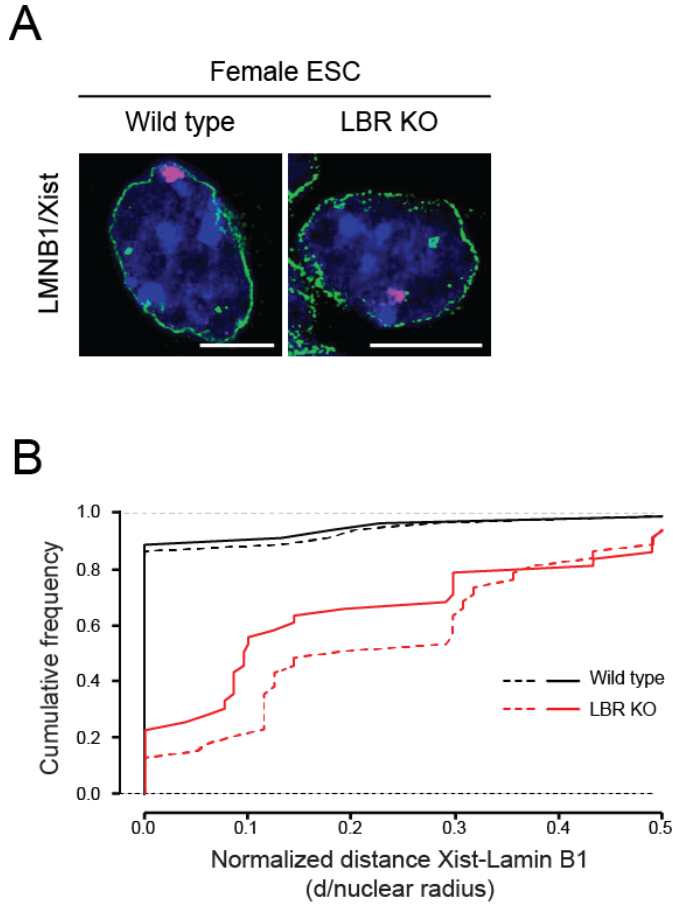 A
Female ESC
Wild type
LBR KO
LMNB1/Xist
B
1.0
0.8
0.6
0.4
0.2
0.0
Cumulative frequency
Wild type
LBR KO
0.0
0.1
0.2
0.3
0.4
0.5
Normalized distance Xist-Lamin B1
(d/nuclear radius)